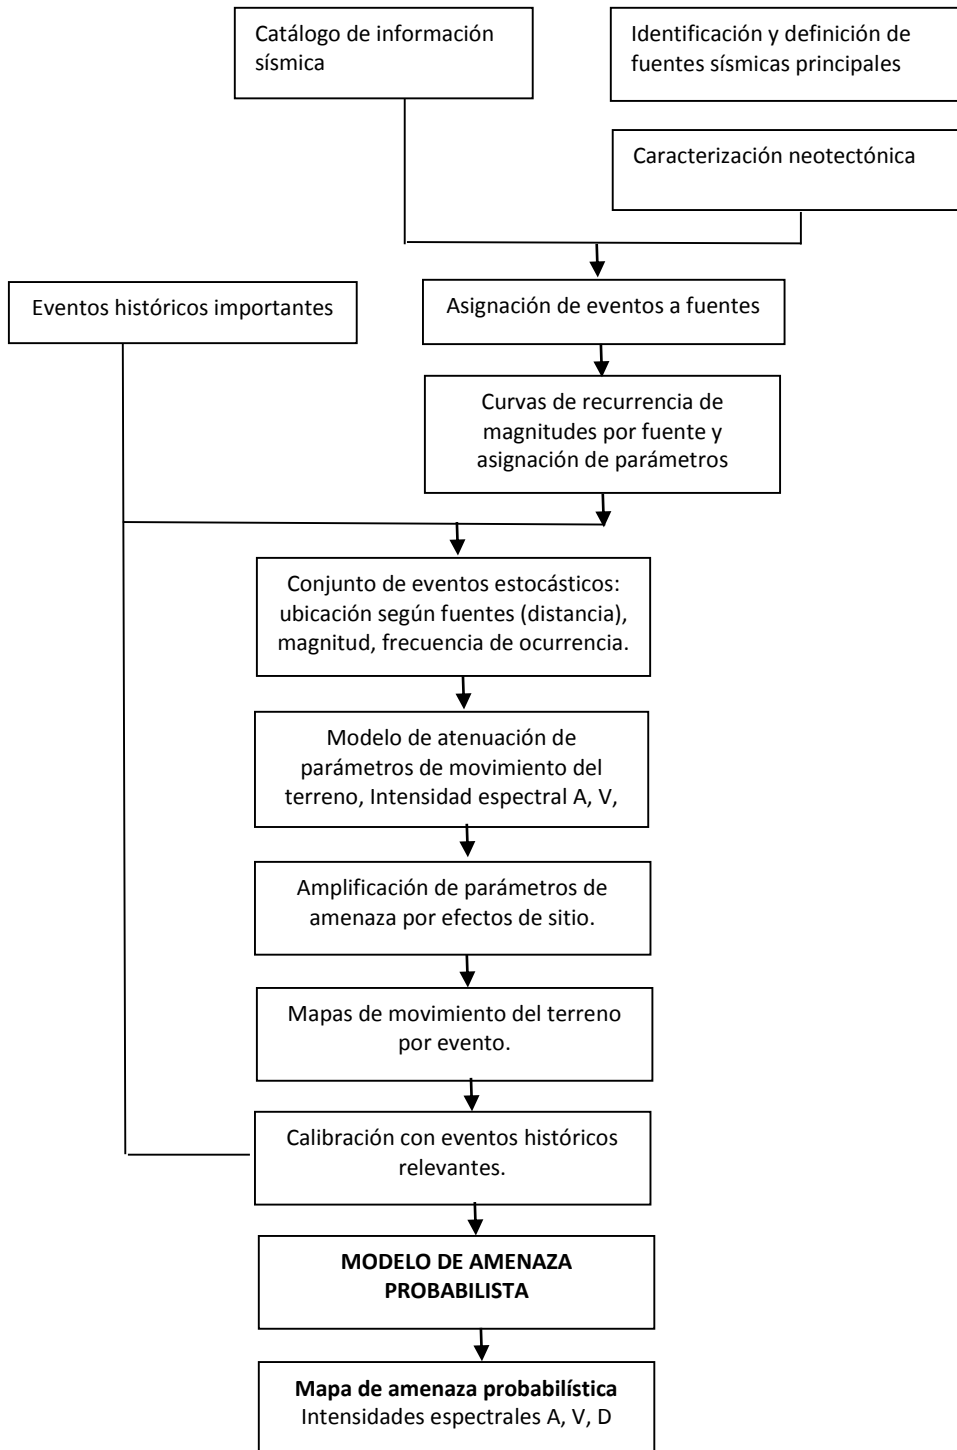 Catálogo de información
sísmica
Identificación y definición de
fuentes sísmicas principales
Caracterización neotectónica
Eventos históricos importantes
Asignación de eventos a fuentes
Curvas de recurrencia de
magnitudes por fuente y
asignación de parámetros
Conjunto de eventos estocásticos:
ubicación según fuentes (distancia),
magnitud, frecuencia de ocurrencia.
Modelo de atenuación de
parámetros de movimiento del
terreno, Intensidad espectral A, V,
Amplificación de parámetros de
amenaza por efectos de sitio.
Mapas de movimiento del terreno
por evento.
Calibración con eventos históricos
relevantes.
MODELO DE AMENAZA
PROBABILISTA
Mapa de amenaza probabilística
Intensidades espectrales A, V, D